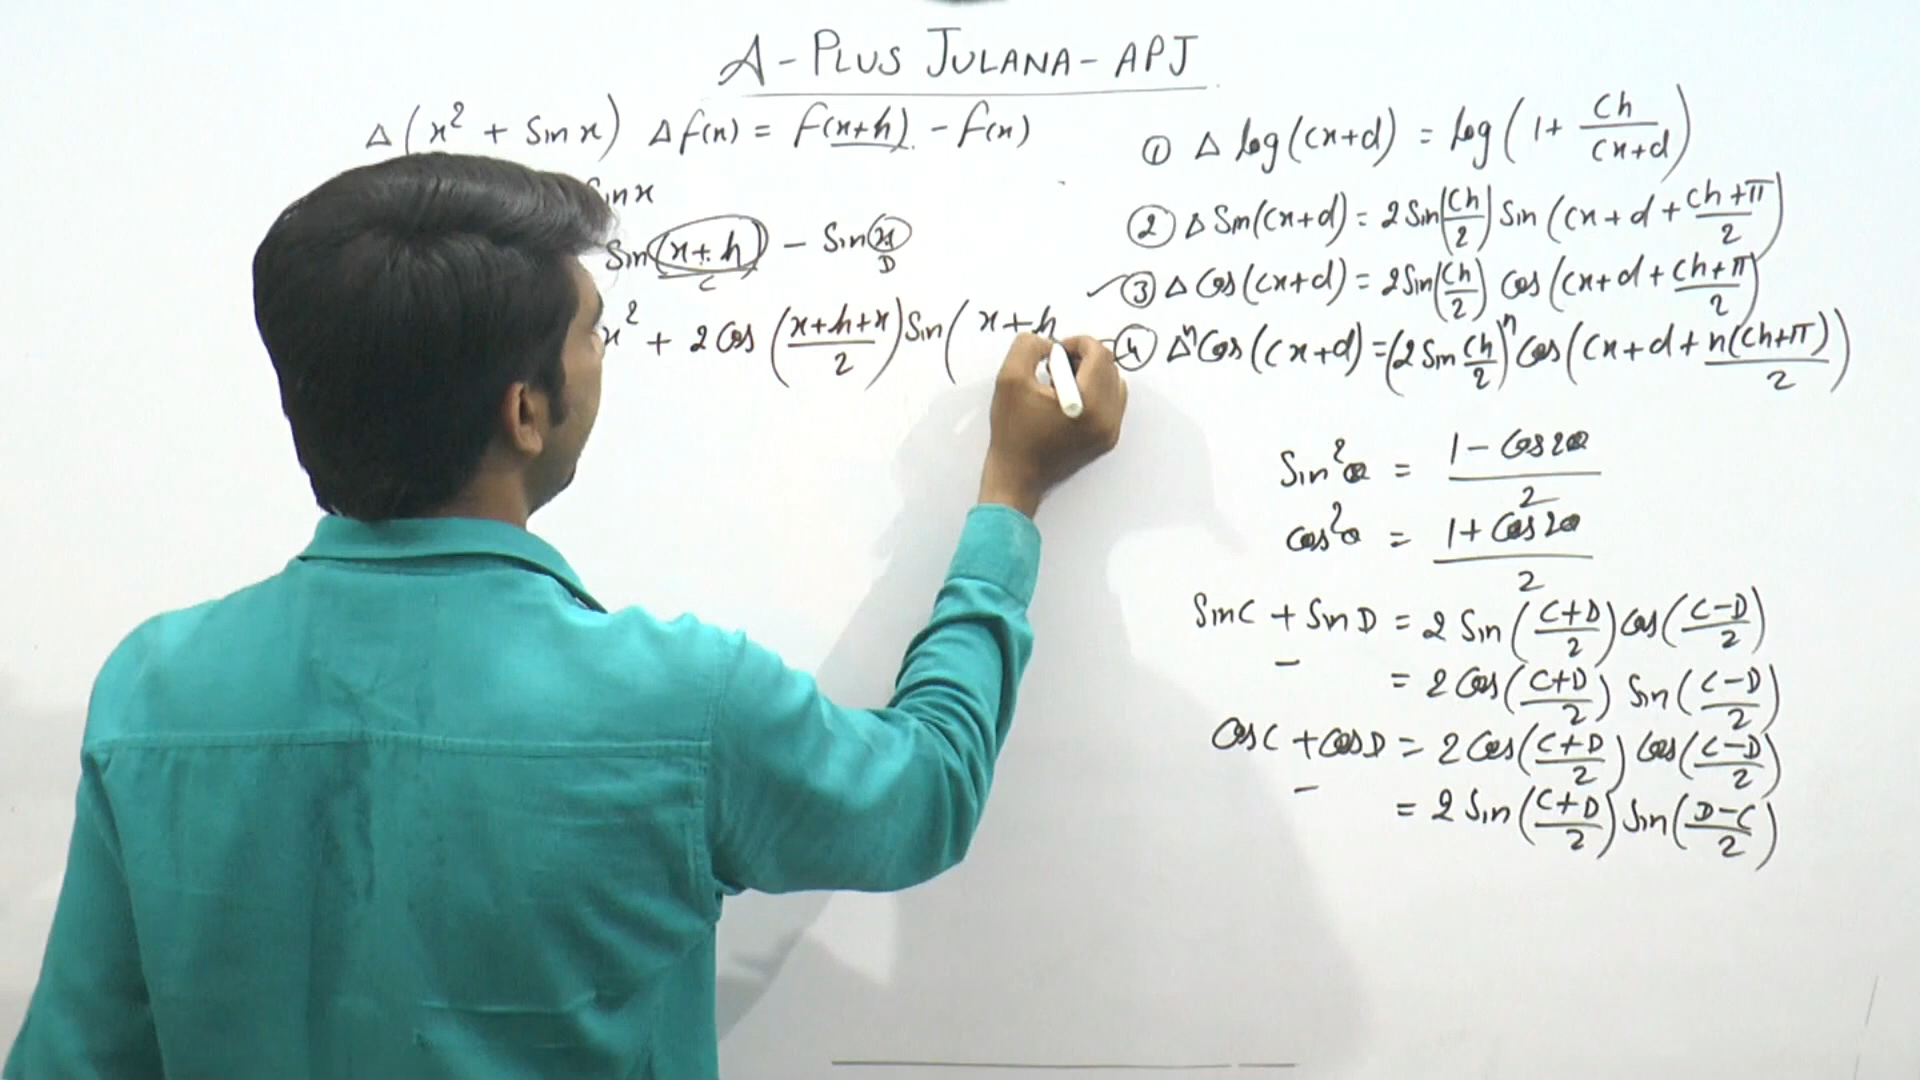 A-PLUS JULANA-APJ
Δ(x² + Sin x) Δf(x) = f(x+h) - f(x)
Sin x
Sin(x+h) - Sin(x)
C D
x² + 2 Cos (x+h+x/2) Sin( x+h
① Δ log(cx+d) = log(1+ Ch/Cx+d)
② Δ Sin(Cx+d) = 2 Sin(Ch/2) Sin (Cx+d+ Ch+π/2)
✓③ Δ Cos(Cx+d) = 2 Sin(Ch/2) Cos (Cx+d+ Ch+π/2)
④ Δⁿ Cos(Cx+d) = (2 Sin Ch/2)ⁿ Cos(Cx+d+ n(Ch+π)/2)
Sin²θ = 1 - Cos2θ/2
Cos²θ = 1 + Cos2θ/2
SinC + SinD = 2 Sin(C+D/2) Cos(C-D/2)
- = 2 Cos(C+D/2) Sin(C-D/2)
CosC + CosD = 2 Cos(C+D/2) Cos(C-D/2)
- = 2 Sin(C+D/2) Sin(D-C/2)